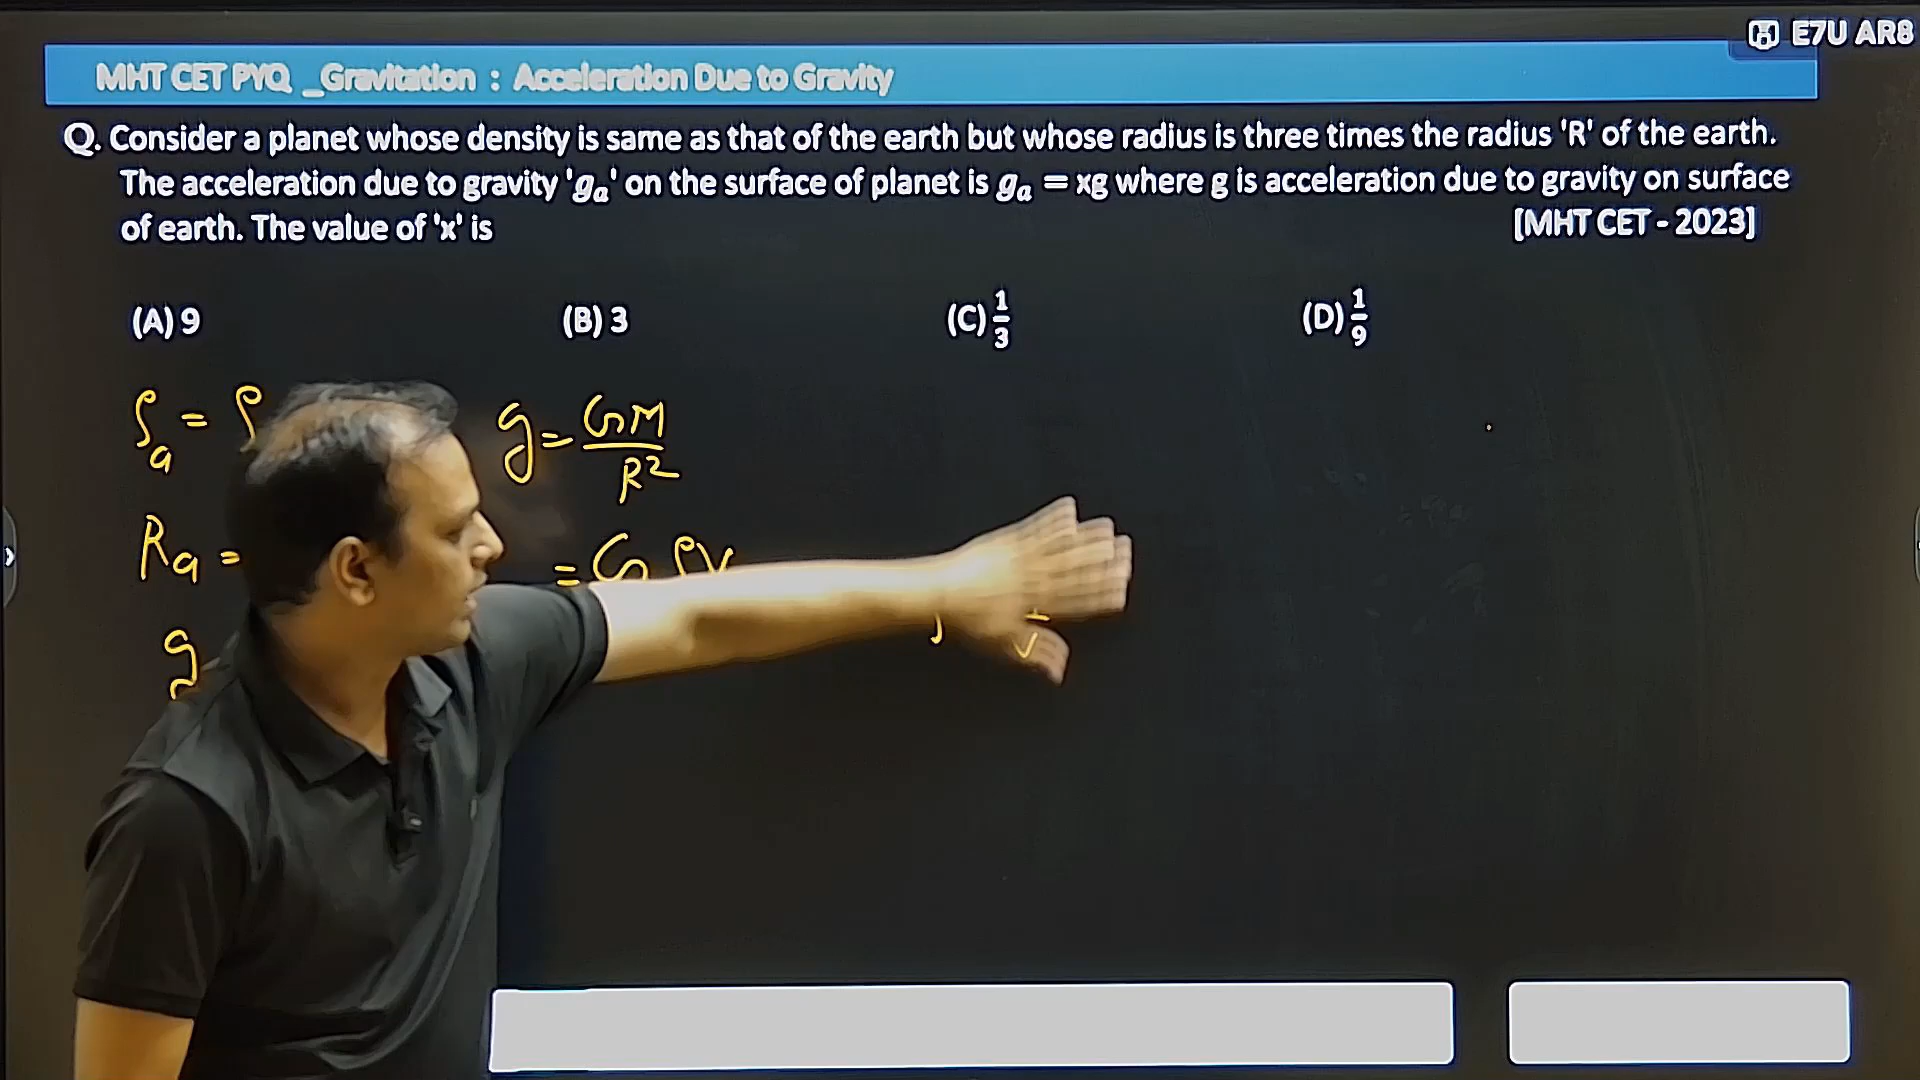 E7U AR8
MHT CET PYQ _Gravitation : Acceleration Due to Gravity
Q. Consider a planet whose density is same as that of the earth but whose radius is three times the radius 'R' of the earth.
The acceleration due to gravity 'gₐ' on the surface of planet is gₐ = xg where g is acceleration due to gravity on surface
of earth. The value of 'x' is
[MHT CET - 2023]
(A) 9 (B) 3 (C) 1/3 (D) 1/9
ρₐ = ρ g = GM/R²
Rₐ = = G ρV
g